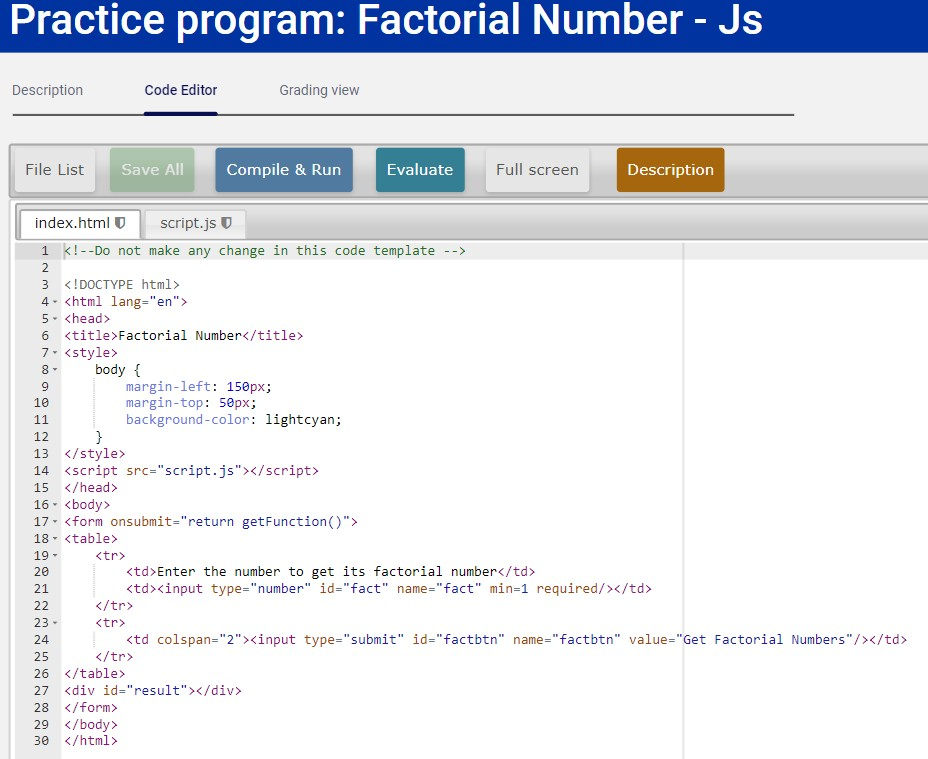 Practice program: Factorial Number - Js
Description Code Editor Grading view
File List Save All Compile & Run Evaluate Full screen Description
index.html script.js
1 <!--Do not make any change in this code template -->
2
3 <!DOCTYPE html>
4 <html lang="en">
5 <head>
6 <title>Factorial Number</title>
7 <style>
8     body {
9         margin-left: 150px;
10         margin-top: 50px;
11         background-color: lightcyan;
12     }
13 </style>
14 <script src="script.js"></script>
15 </head>
16 <body>
17 <form onsubmit="return getFunction()">
18 <table>
19     <tr>
20         <td>Enter the number to get its factorial number</td>
21         <td><input type="number" id="fact" name="fact" min=1 required/></td>
22     </tr>
23     <tr>
24         <td colspan="2"><input type="submit" id="factbtn" name="factbtn" value="Get Factorial Numbers"/></td>
25     </tr>
26 </table>
27 <div id="result"></div>
28 </form>
29 </body>
30 </html>